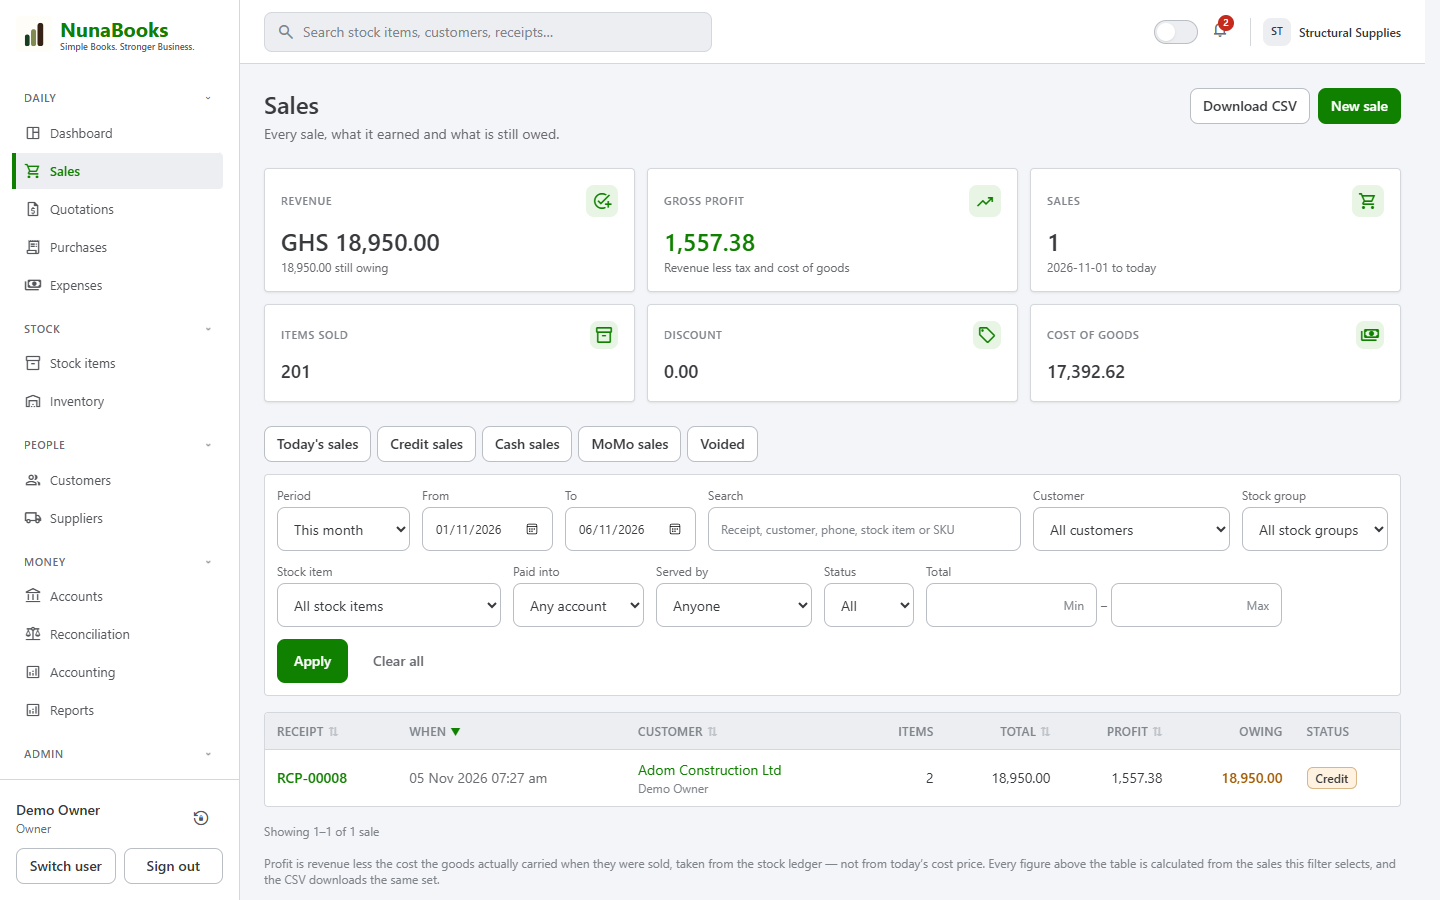 NunaBooks
Simple Books. Stronger Business.
Search stock items, customers, receipts...
2
ST
Structural Supplies
DAILY
Dashboard
Sales
Quotations
Purchases
Expenses
STOCK
Stock items
Inventory
PEOPLE
Customers
Suppliers
MONEY
Accounts
Reconciliation
Accounting
Reports
ADMIN
Demo Owner
Owner
Switch user
Sign out
Sales
Every sale, what it earned and what is still owed.
Download CSV
New sale
REVENUE
GHS 18,950.00
18,950.00 still owing
GROSS PROFIT
1,557.38
Revenue less tax and cost of goods
SALES
1
2026-11-01 to today
ITEMS SOLD
201
DISCOUNT
0.00
COST OF GOODS
17,392.62
Today's sales
Credit sales
Cash sales
MoMo sales
Voided
Period
This month
From
01/11/2026
To
06/11/2026
Search
Receipt, customer, phone, stock item or SKU
Customer
All customers
Stock group
All stock groups
Stock item
All stock items
Paid into
Any account
Served by
Anyone
Status
All
Total
Min
–
Max
Apply
Clear all
RECEIPT WHEN CUSTOMER ITEMS TOTAL PROFIT OWING STATUS
RCP-00008 05 Nov 2026 07:27 am Adom Construction Ltd 2 18,950.00 1,557.38 18,950.00 Credit
Demo Owner
Showing 1–1 of 1 sale
Profit is revenue less the cost the goods actually carried when they were sold, taken from the stock ledger — not from today's cost price. Every figure above the table is calculated from the sales this filter selects, and
the CSV downloads the same set.